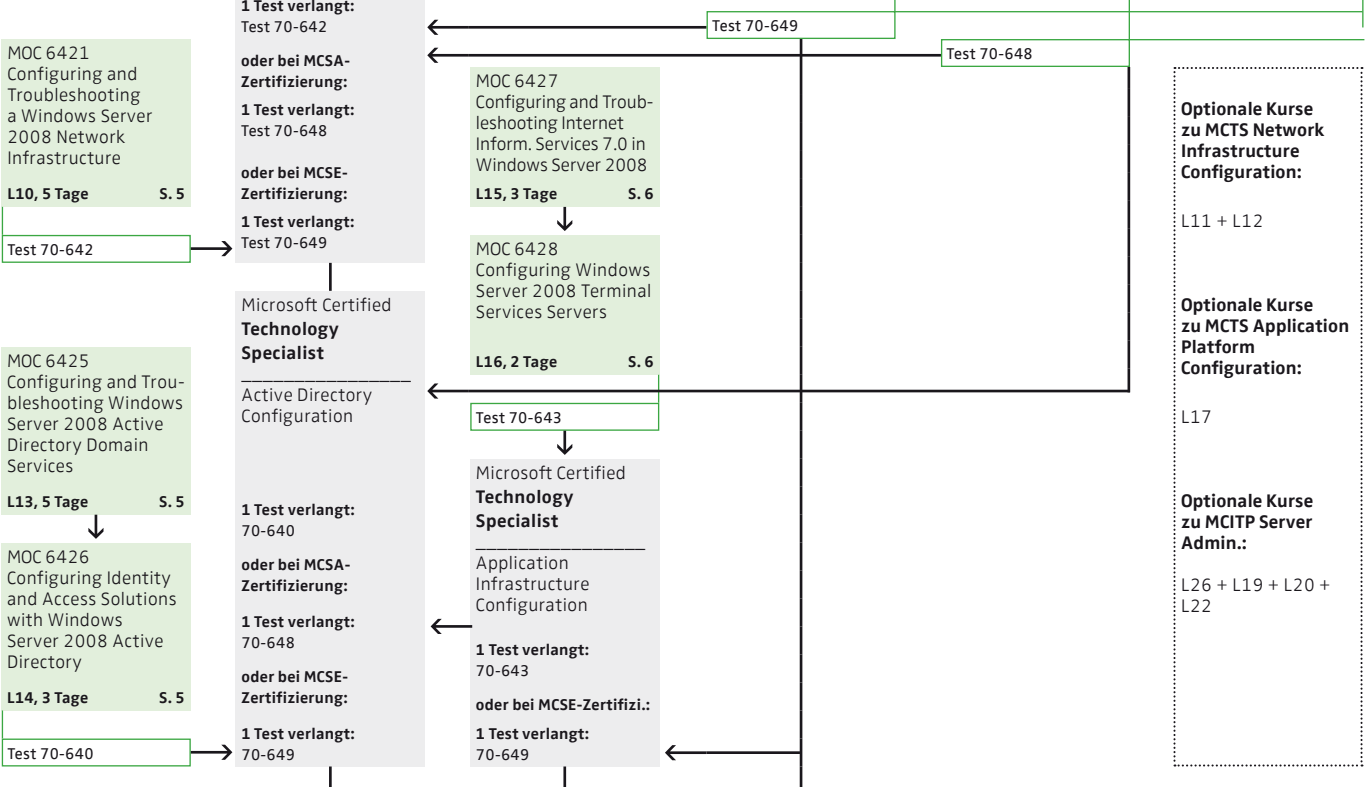 1 Test verlangt:
Test 70-642
oder bei MCSA-
Zertifizierung:
1 Test verlangt:
Test 70-648
oder bei MCSE-
Zertifizierung:
1 Test verlangt:
Test 70-649
Test 70-649
Test 70-648
MOC 6421
Configuring and
Troubleshooting
a Windows Server
2008 Network
Infrastructure
L10, 5 Tage S. 5
Test 70-642
MOC 6427
Configuring and Troub-
leshooting Internet
Inform. Services 7.0 in
Windows Server 2008
L15, 3 Tage S. 6
MOC 6428
Configuring Windows
Server 2008 Terminal
Services Servers
L16, 2 Tage S. 6
Test 70-643
MOC 6425
Configuring and Trou-
bleshooting Windows
Server 2008 Active
Directory Domain
Services
L13, 5 Tage S. 5
MOC 6426
Configuring Identity
and Access Solutions
with Windows
Server 2008 Active
Directory
L14, 3 Tage S. 5
Test 70-640
Microsoft Certified
Technology
Specialist
Active Directory
Configuration
1 Test verlangt:
70-640
oder bei MCSA-
Zertifizierung:
1 Test verlangt:
70-648
oder bei MCSE-
Zertifizierung:
1 Test verlangt:
70-649
Microsoft Certified
Technology
Specialist
Application
Infrastructure
Configuration
1 Test verlangt:
70-643
oder bei MCSE-Zertifizi.:
1 Test verlangt:
70-649
Optionale Kurse
zu MCTS Network
Infrastructure
Configuration:
L11 + L12
Optionale Kurse
zu MCTS Application
Platform
Configuration:
L17
Optionale Kurse
zu MCITP Server
Admin.:
L26 + L19 + L20 +
L22